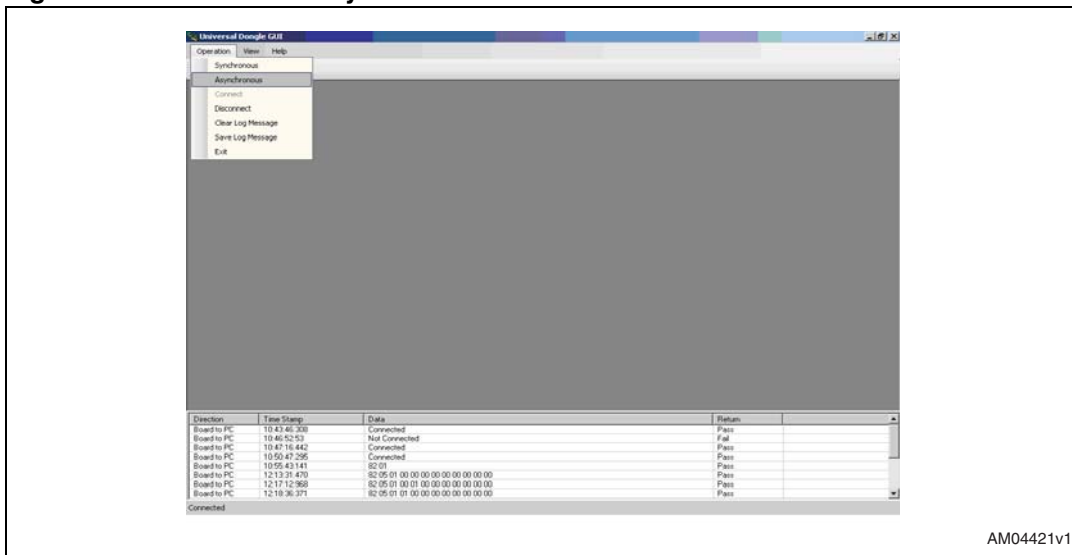 Universal Dongle GUI
Operation View Help
Synchronous
Asynchronous
Connect
Disconnect
Clear Log Message
Save Log Message
Exit
Direction Time Stamp Data Return
Board to PC 10:43:46:308 Connected Pass
Board to PC 10:46:52:53 Not Connected Fail
Board to PC 10:47:16:442 Connected Pass
Board to PC 10:50:47:295 Connected Pass
Board to PC 10:55:43:141 82 01 Pass
Board to PC 12:13:31:470 82 05 01 00 00 00 00 00 00 00 00 00 Pass
Board to PC 12:17:12:968 82 05 01 00 01 00 00 00 00 00 00 00 Pass
Board to PC 12:18:36:371 82 05 01 01 00 00 00 00 00 00 00 00 Pass
Connected
AM04421v1